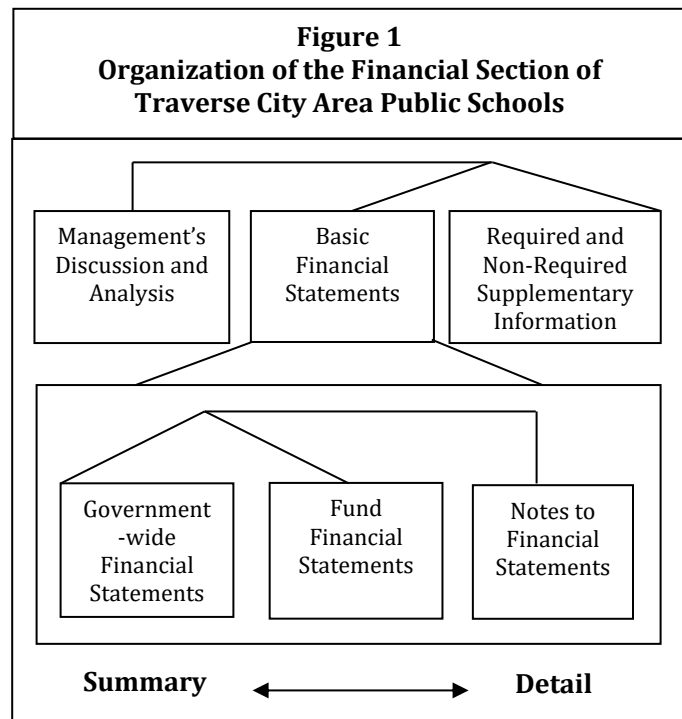 Figure 1
Organization of the Financial Section of
Traverse City Area Public Schools
Management’s
Discussion and
Analysis
Basic
Financial
Statements
Required and
Non-Required
Supplementary
Information
Government
-wide
Financial
Statements
Fund
Financial
Statements
Notes to
Financial
Statements
Summary
Detail